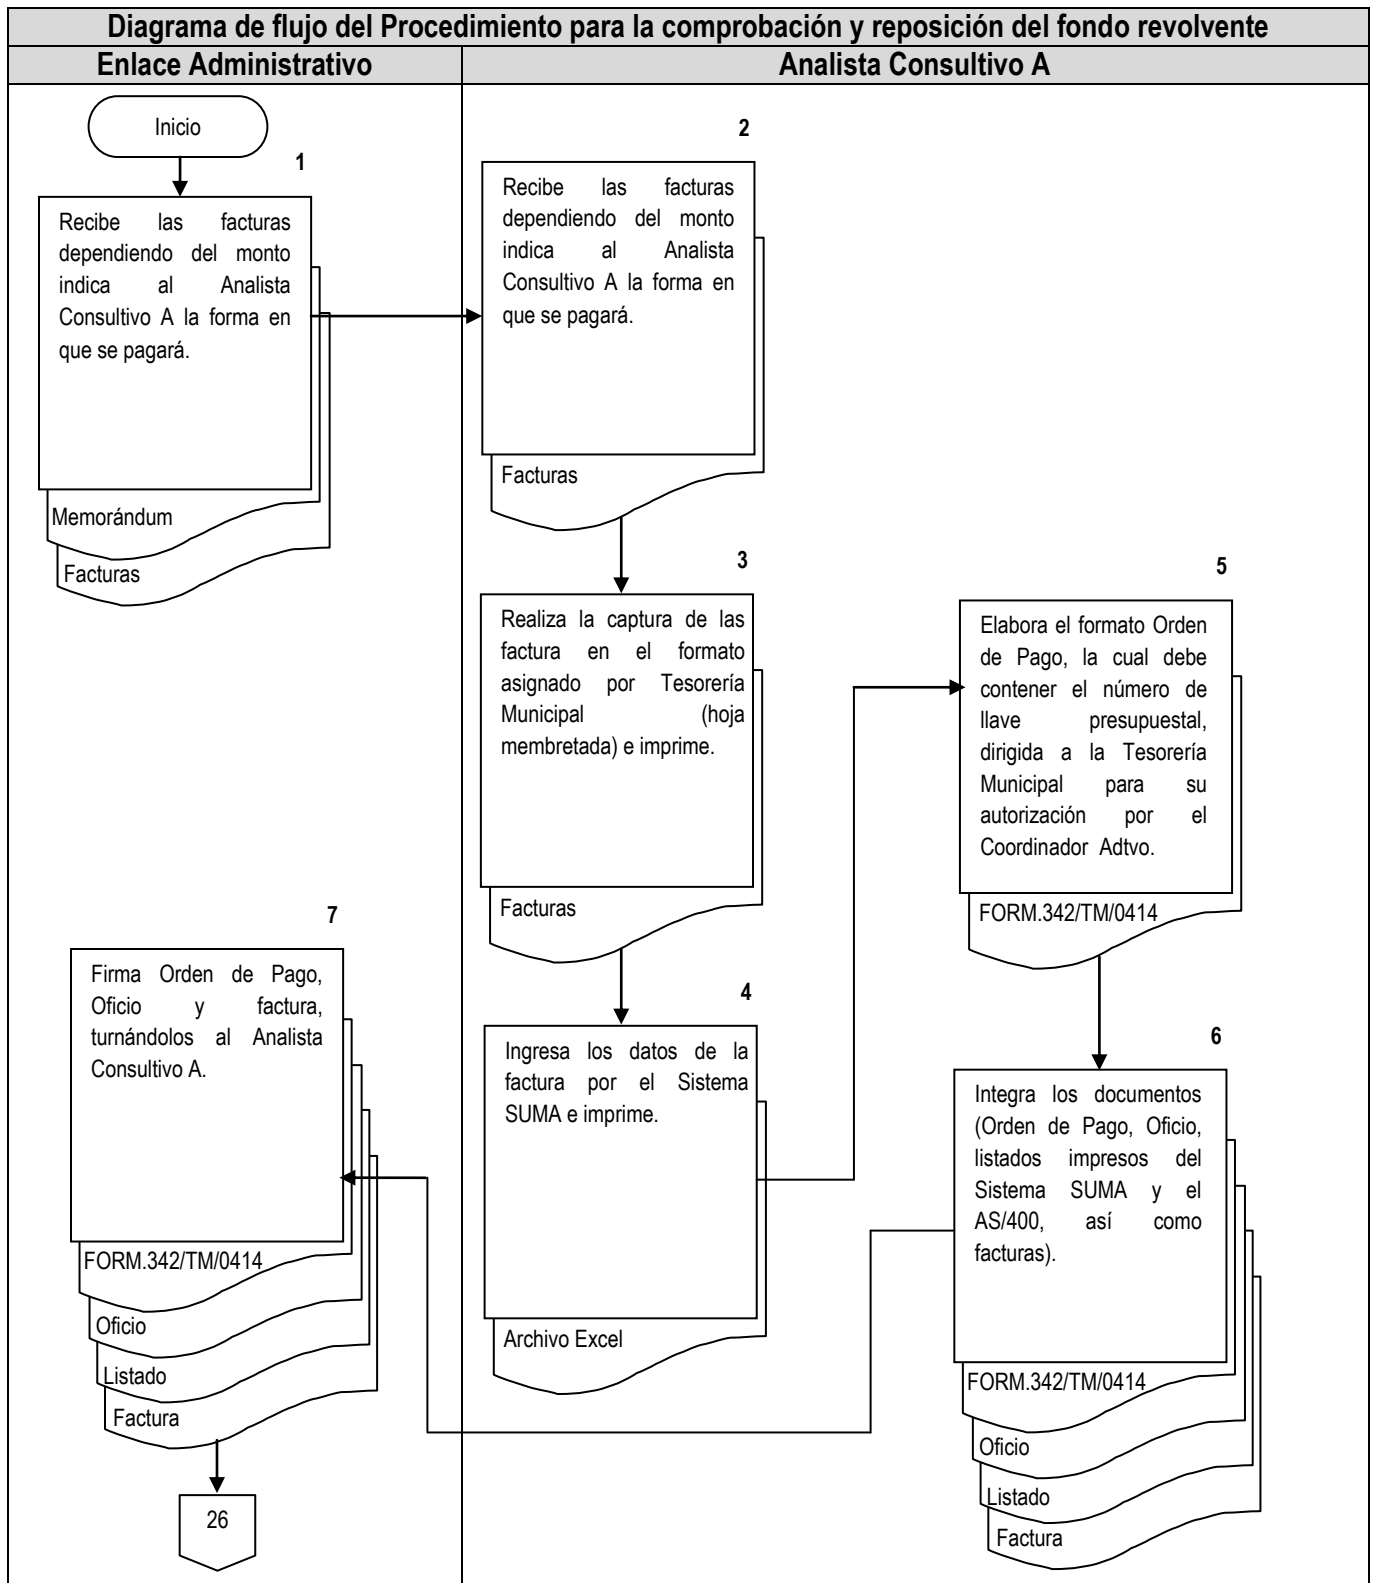 Diagrama de flujo del Procedimiento para la comprobación y reposición del fondo revolvente
Enlace Administrativo
Analista Consultivo A
Inicio
1
Recibe las facturas
dependiendo del monto
indica al Analista
Consultivo A la forma en
que se pagará.
Memorándum
Facturas
2
Recibe las facturas
dependiendo del monto
indica al Analista
Consultivo A la forma en
que se pagará.
Facturas
3
Realiza la captura de las
factura en el formato
asignado por Tesorería
Municipal (hoja
membretada) e imprime.
Facturas
4
Ingresa los datos de la
factura por el Sistema
SUMA e imprime.
Archivo Excel
5
Elabora el formato Orden
de Pago, la cual debe
contener el número de
llave presupuestal,
dirigida a la Tesorería
Municipal para su
autorización por el
Coordinador Adtvo.
FORM.342/TM/0414
6
Integra los documentos
(Orden de Pago, Oficio,
listados impresos del
Sistema SUMA y el
AS/400, así como
facturas).
FORM.342/TM/0414
Oficio
Listado
Factura
7
Firma Orden de Pago,
Oficio y factura,
turnándolos al Analista
Consultivo A.
FORM.342/TM/0414
Oficio
Listado
Factura
26